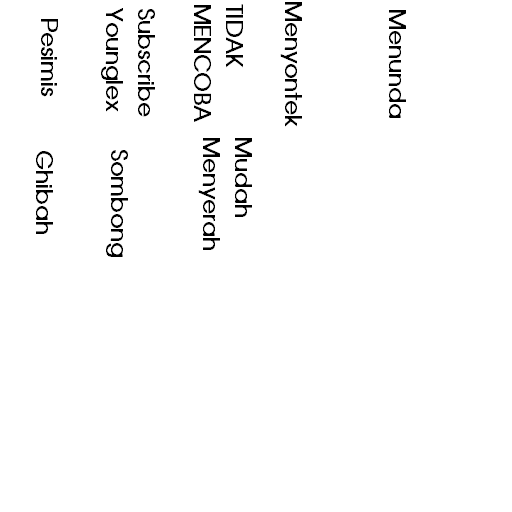 Menunda
Menyontek
TIDAK
MENCOBA
Mudah
Menyerah
Subscribe
Younglex
Sombong
Pesimis
Ghibah